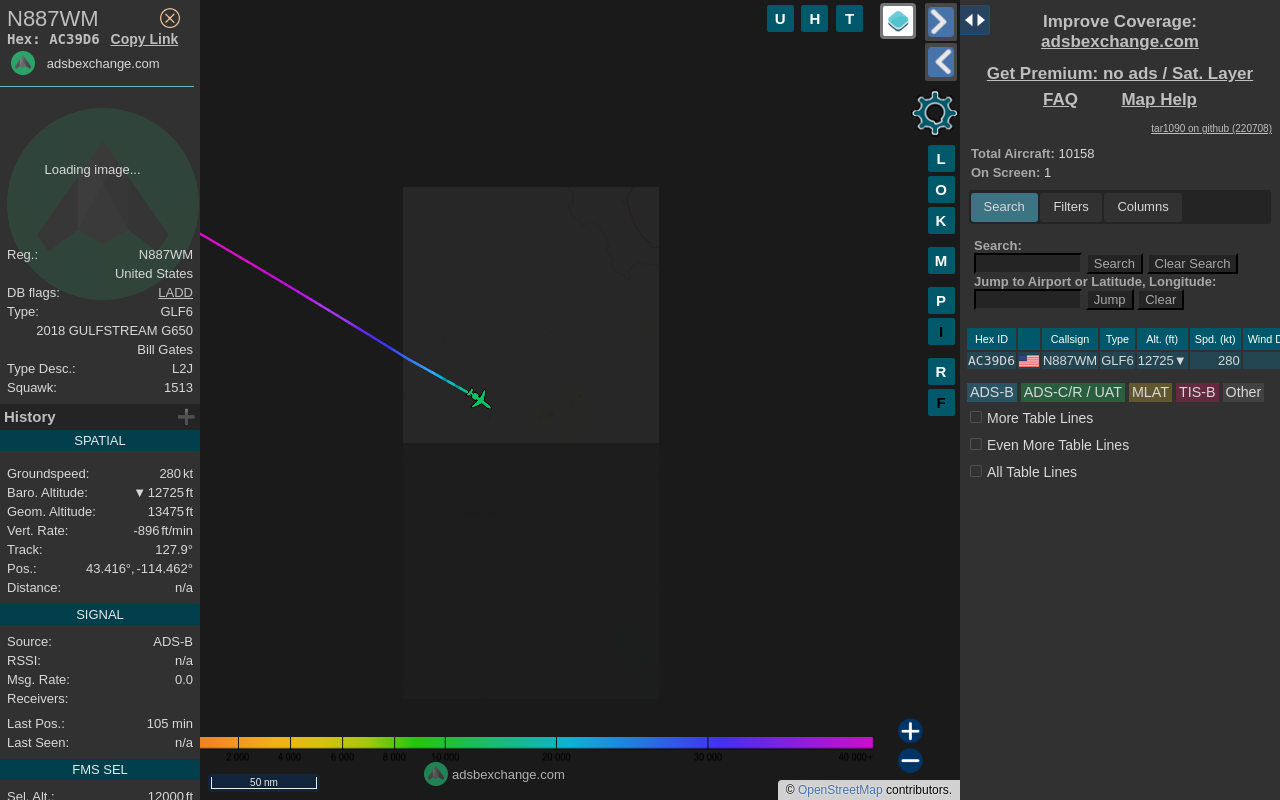 N887WM
Hex: AC39D6 Copy Link
adsbexchange.com
Loading image...
Reg.: N887WM
United States
DB flags: LADD
Type: GLF6
2018 GULFSTREAM G650
Bill Gates
Type Desc.: L2J
Squawk: 1513
History
SPATIAL
Groundspeed: 280 kt
Baro. Altitude: ▼ 12725 ft
Geom. Altitude: 13475 ft
Vert. Rate: -896 ft/min
Track: 127.9°
Pos.: 43.416°, -114.462°
Distance: n/a
SIGNAL
Source: ADS-B
RSSI: n/a
Msg. Rate: 0.0
Receivers:
Last Pos.: 105 min
Last Seen: n/a
FMS SEL
Sel. Alt.: 12000 ft
U H T
L
O
K
M
P
I
R
F
2 000 4 000 6 000 8 000 10 000 20 000 30 000 40 000+
50 nm
adsbexchange.com
© OpenStreetMap contributors.
Improve Coverage:
adsbexchange.com
Get Premium: no ads / Sat. Layer
FAQ Map Help
tar1090 on github (220708)
Total Aircraft: 10158
On Screen: 1
Search Filters Columns
Search:
Search Clear Search
Jump to Airport or Latitude, Longitude:
Jump Clear
Hex ID Callsign Type Alt. (ft) Spd. (kt) Wind D
AC39D6 N887WM GLF6 12725▼ 280
ADS-B ADS-C/R / UAT MLAT TIS-B Other
More Table Lines
Even More Table Lines
All Table Lines